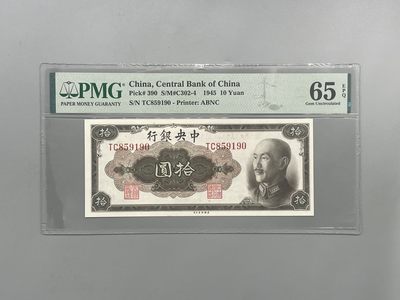 PMG
PAPER MONEY GUARANTY
China, Central Bank of China
Pick# 390 S/M#C302-4 1945 10 Yuan
S/N TC859190 - Printer: ABNC
65 EPQ
Gem Uncirculated
行銀央中
TC859190 TC859190
拾 拾
圓拾
拾 拾